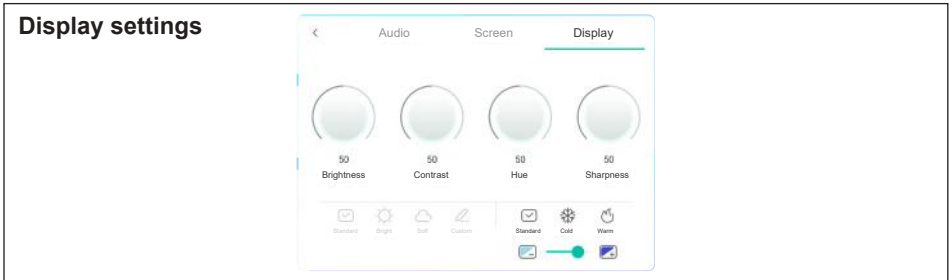 Display settings
Audio Screen Display
50 50 50 50
Brightness Contrast Hue Sharpness
Standard Bright Soft Custom Standard Cold Warm